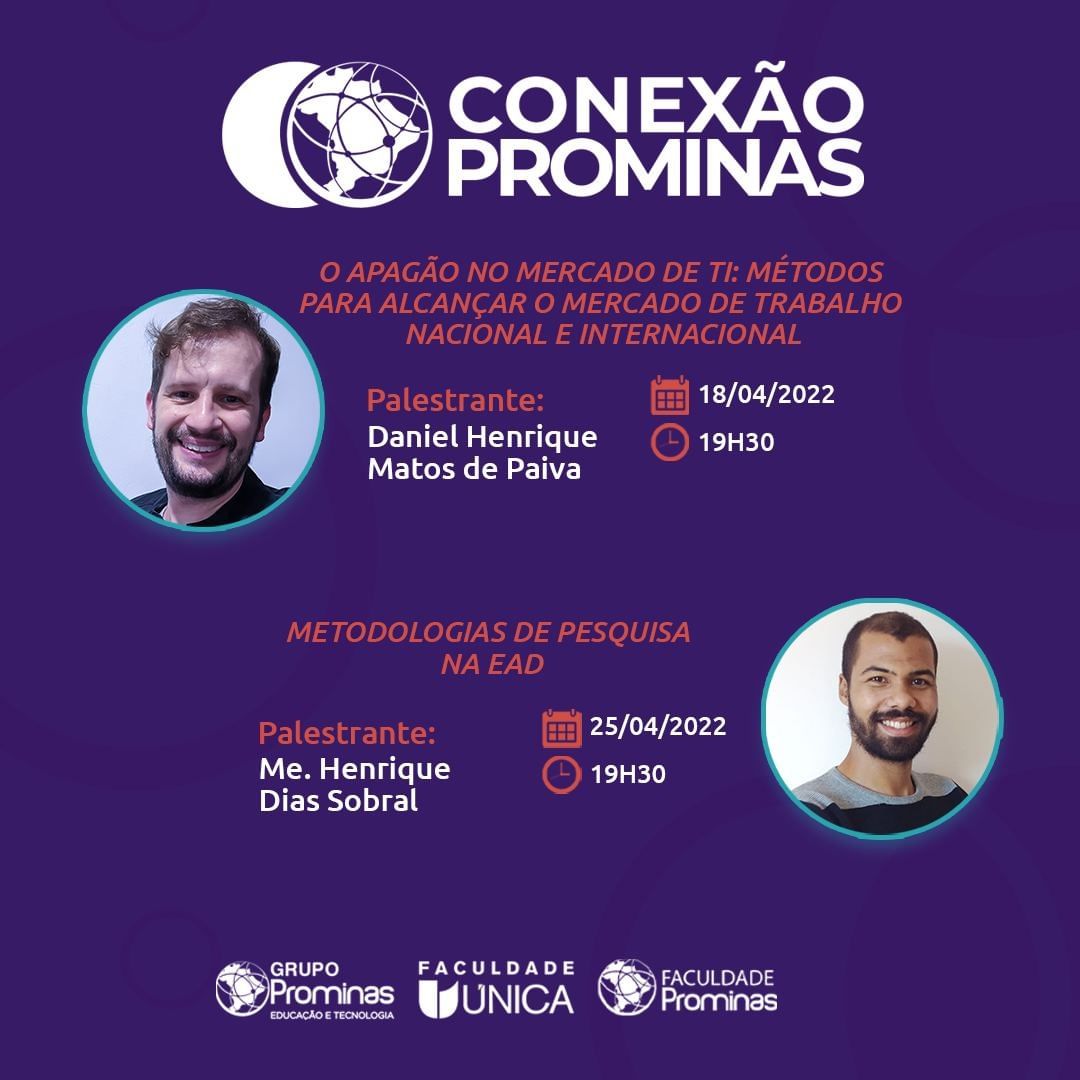 CONEXÃO
PROMINAS
O APAGÃO NO MERCADO DE TI: MÉTODOS
PARA ALCANÇAR O MERCADO DE TRABALHO
NACIONAL E INTERNACIONAL
Palestrante:
Daniel Henrique
Matos de Paiva
18/04/2022
19H30
METODOLOGIAS DE PESQUISA
NA EAD
Palestrante:
Me. Henrique
Dias Sobral
25/04/2022
19H30
GRUPO
Prominas
EDUCAÇÃO E TECNOLOGIA
FACULDADE
ÚNICA
FACULDADE
Prominas